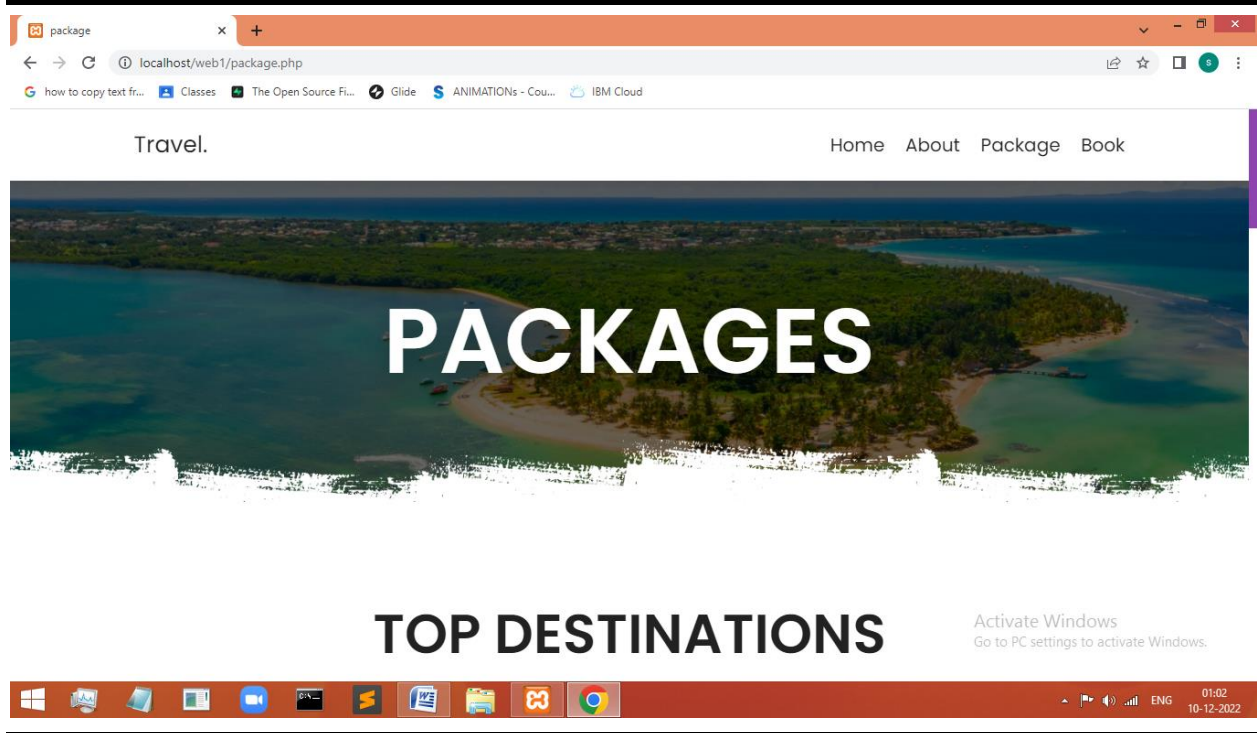 package
localhost/web1/package.php
how to copy text fr... Classes The Open Source Fi... Glide ANIMATIONs - Cou... IBM Cloud
Travel. Home About Package Book
PACKAGES
TOP DESTINATIONS
Activate Windows
Go to PC settings to activate Windows.
ENG 01:02
10-12-2022